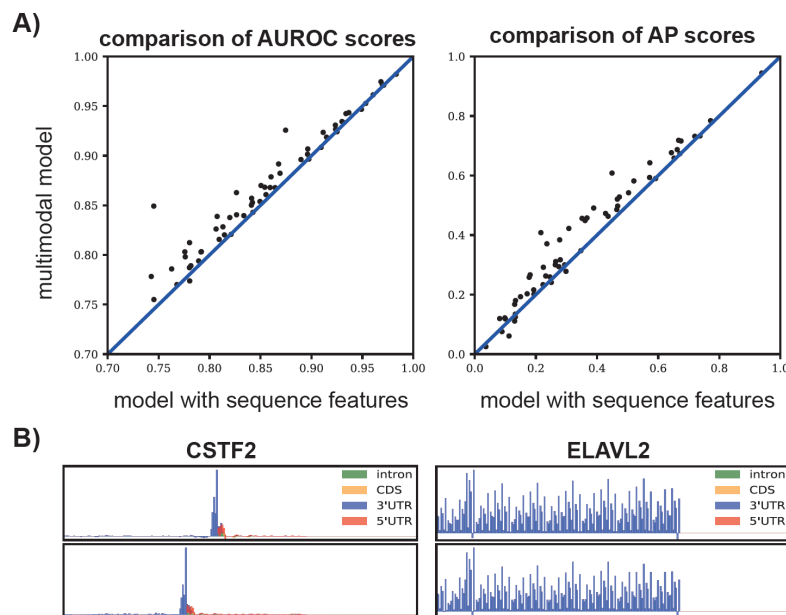 A)
comparison of AUROC scores
comparison of AP scores
multimodal model
1.00
0.95
0.90
0.85
0.80
0.75
0.70
0.70 0.75 0.80 0.85 0.90 0.95 1.00
model with sequence features
1.0
0.8
0.6
0.4
0.2
0.0
0.0 0.2 0.4 0.6 0.8 1.0
model with sequence features
B)
CSTF2
intron
CDS
3'UTR
5'UTR
ELAVL2
intron
CDS
3'UTR
5'UTR